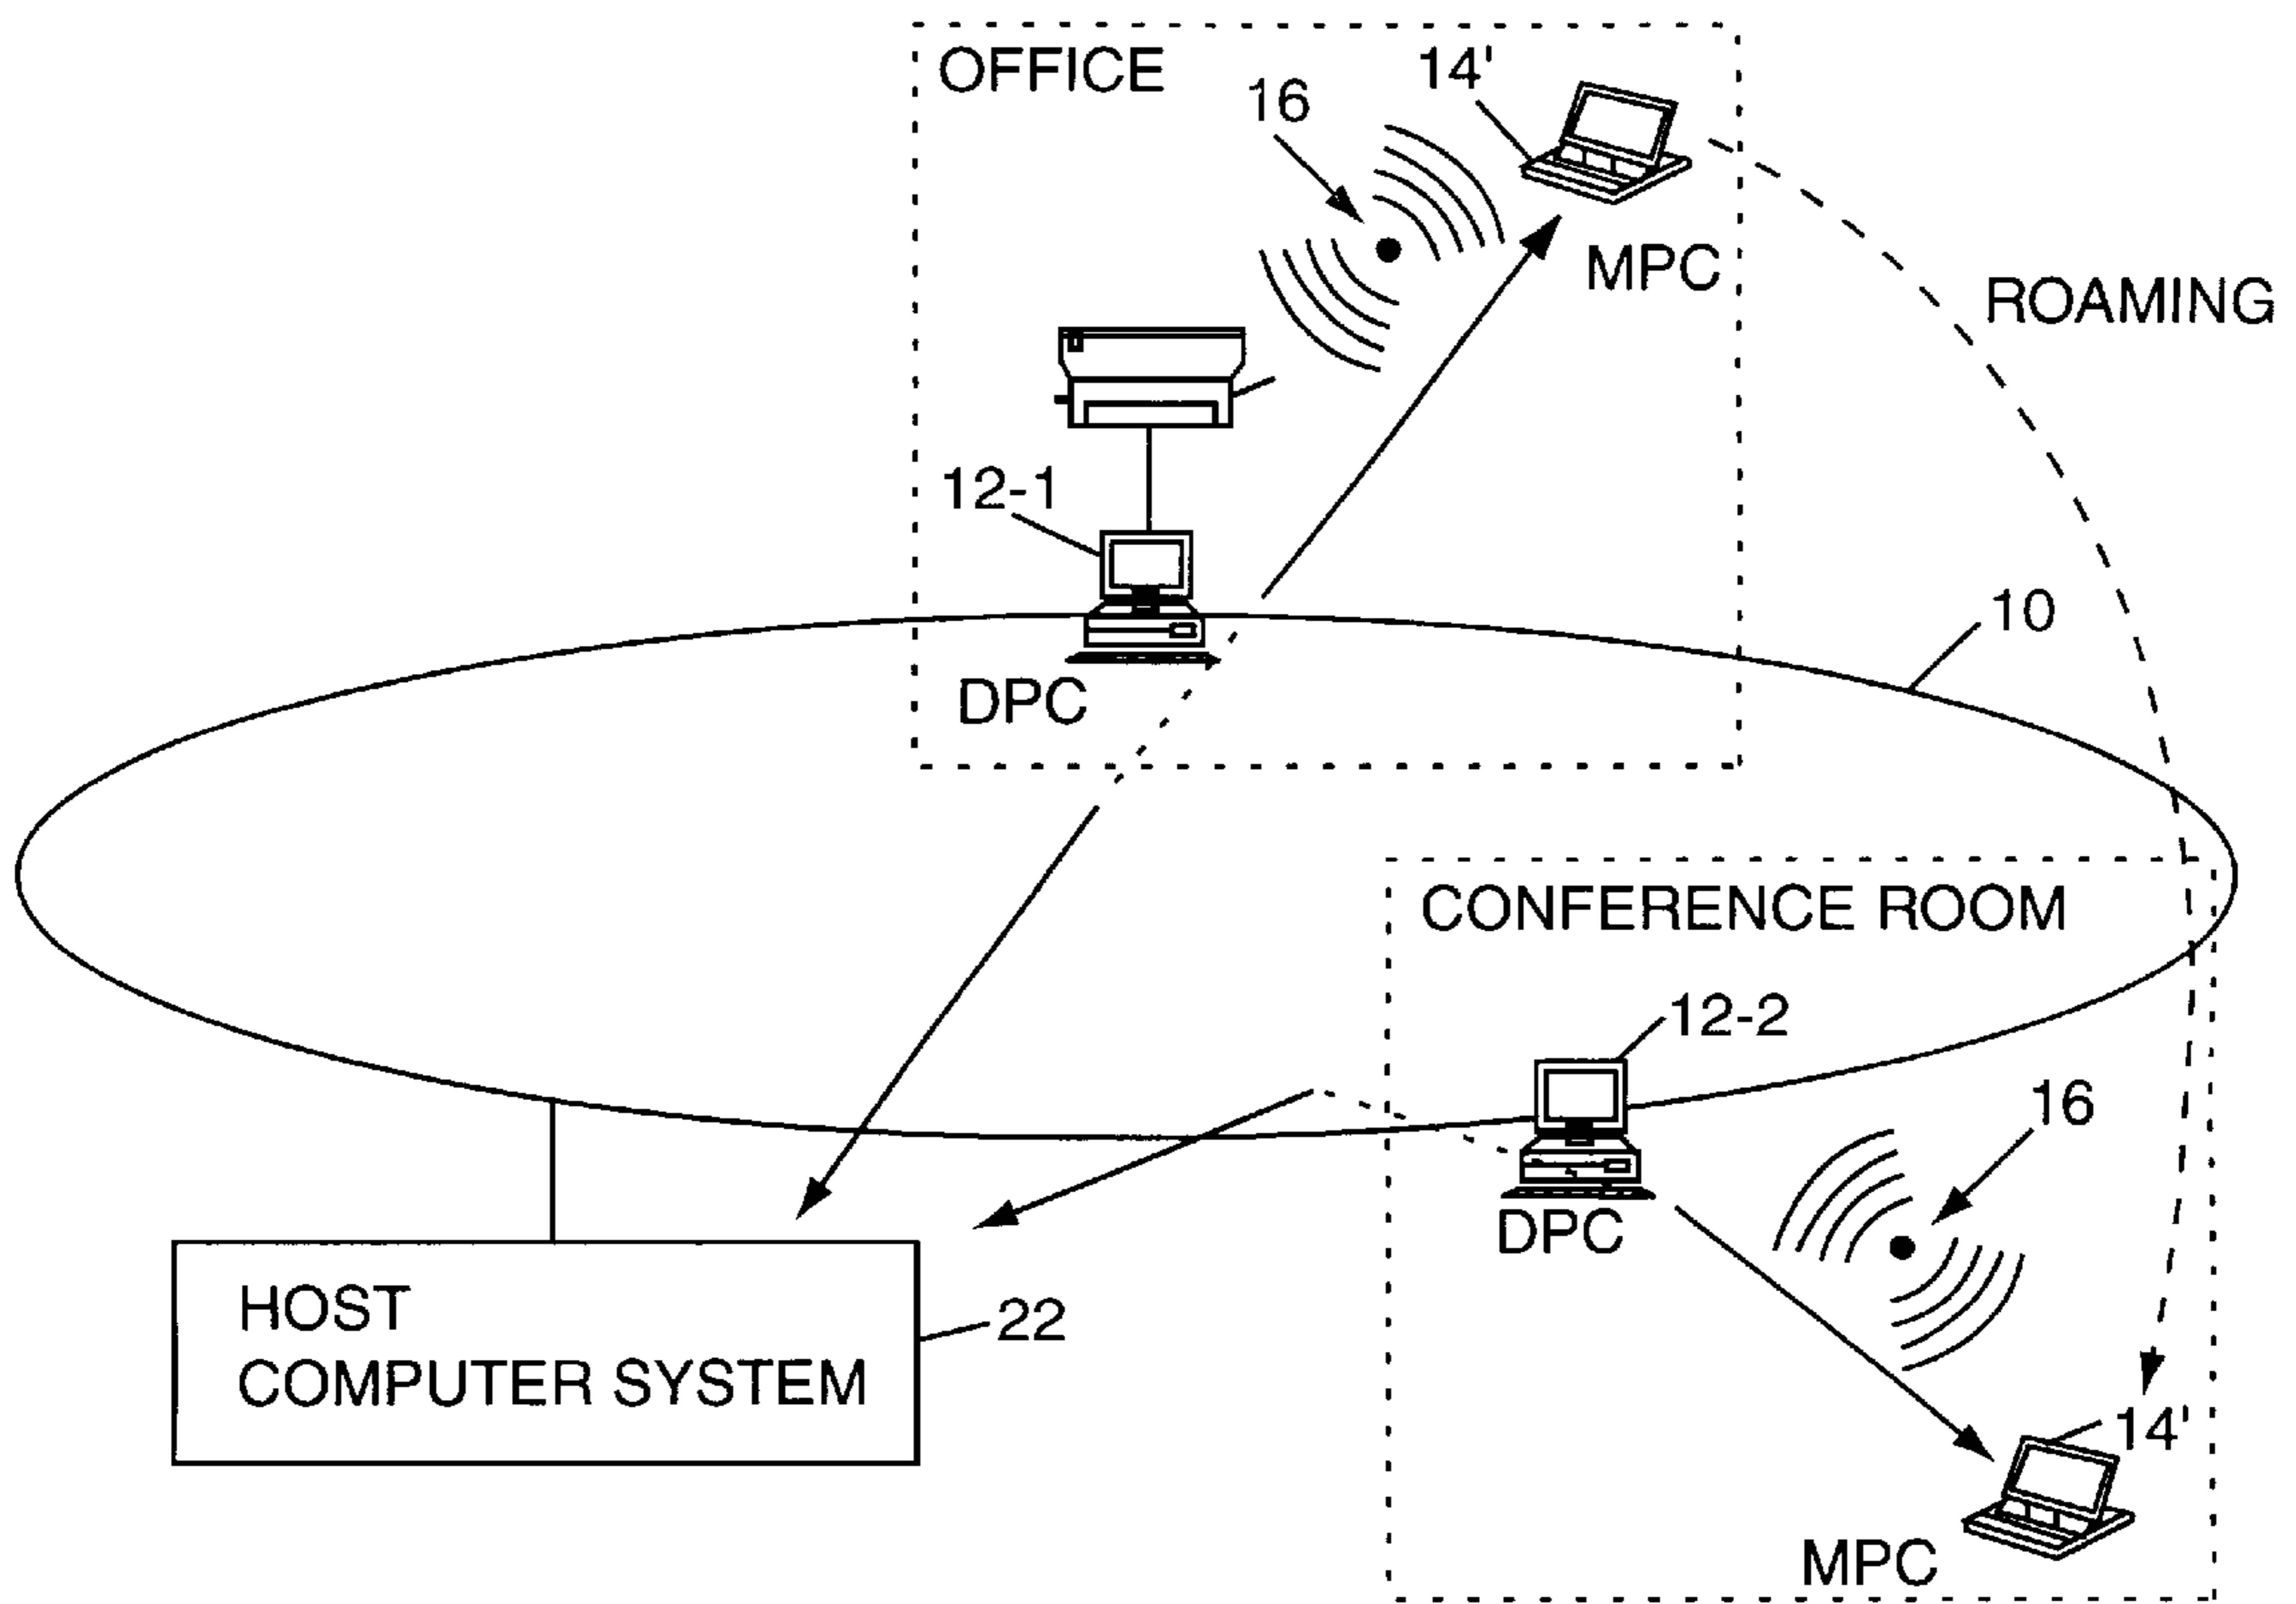 OFFICE
14'
16
MPC
ROAMING
12-1
10
DPC
CONFERENCE ROOM
12-2
16
DPC
HOST
COMPUTER SYSTEM
22
14'
MPC